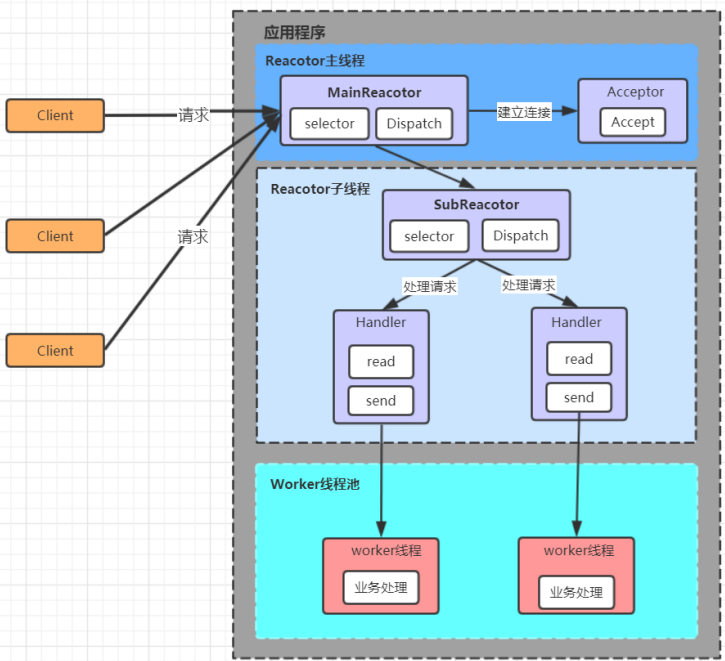 应用程序
Reacotor主线程
MainReacotor
selector
Dispatch
建立连接
Acceptor
Accept
Client
请求
Client
请求
Client
Reacotor子线程
SubReacotor
selector
Dispatch
处理请求
处理请求
Handler
read
send
Handler
read
send
Worker线程池
worker线程
业务处理
worker线程
业务处理